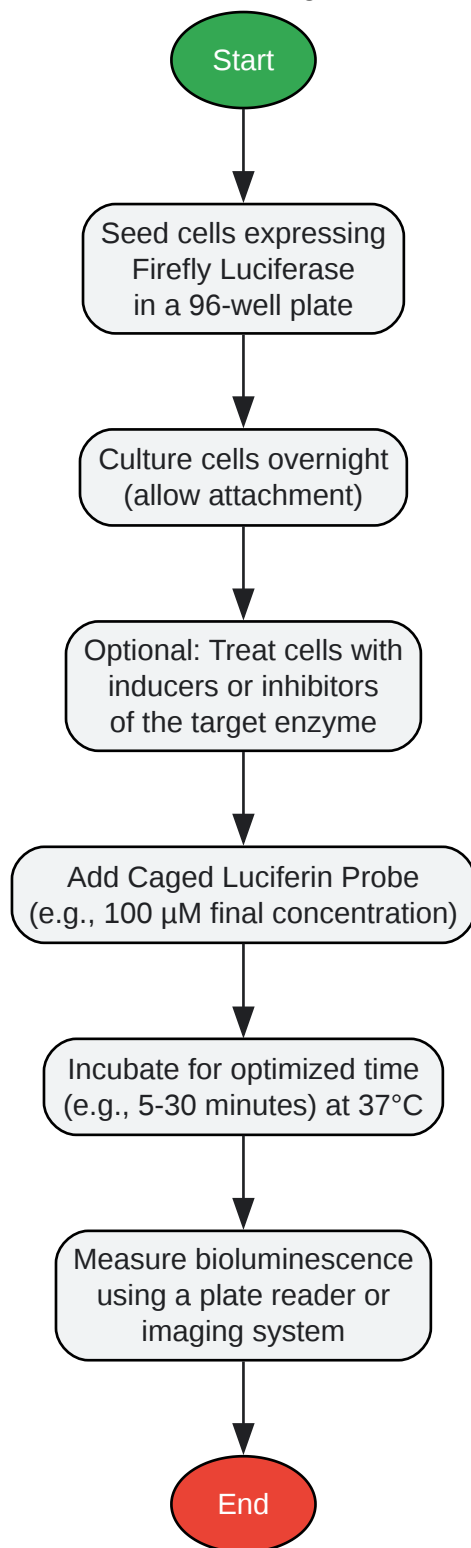 Start
Seed cells expressing
Firefly Luciferase
in a 96-well plate
Culture cells overnight
(allow attachment)
Optional: Treat cells with
inducers or inhibitors
of the target enzyme
Add Caged Luciferin Probe
(e.g., 100 µM final concentration)
Incubate for optimized time
(e.g., 5-30 minutes) at 37°C
Measure bioluminescence
using a plate reader or
imaging system
End